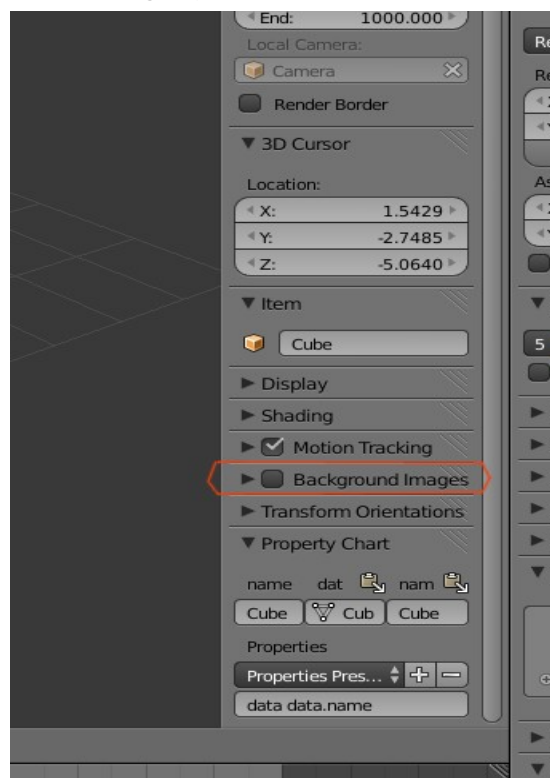 End: 1000.000
Local Camera:
Camera
Render Border
3D Cursor
Location:
X: 1.5429
Y: -2.7485
Z: -5.0640
Item
Cube
Display
Shading
Motion Tracking
Background Images
Transform Orientations
Property Chart
name dat nam
Cube Cub Cube
Properties
Properties Pres...
data data.name
Re
Re
As
5